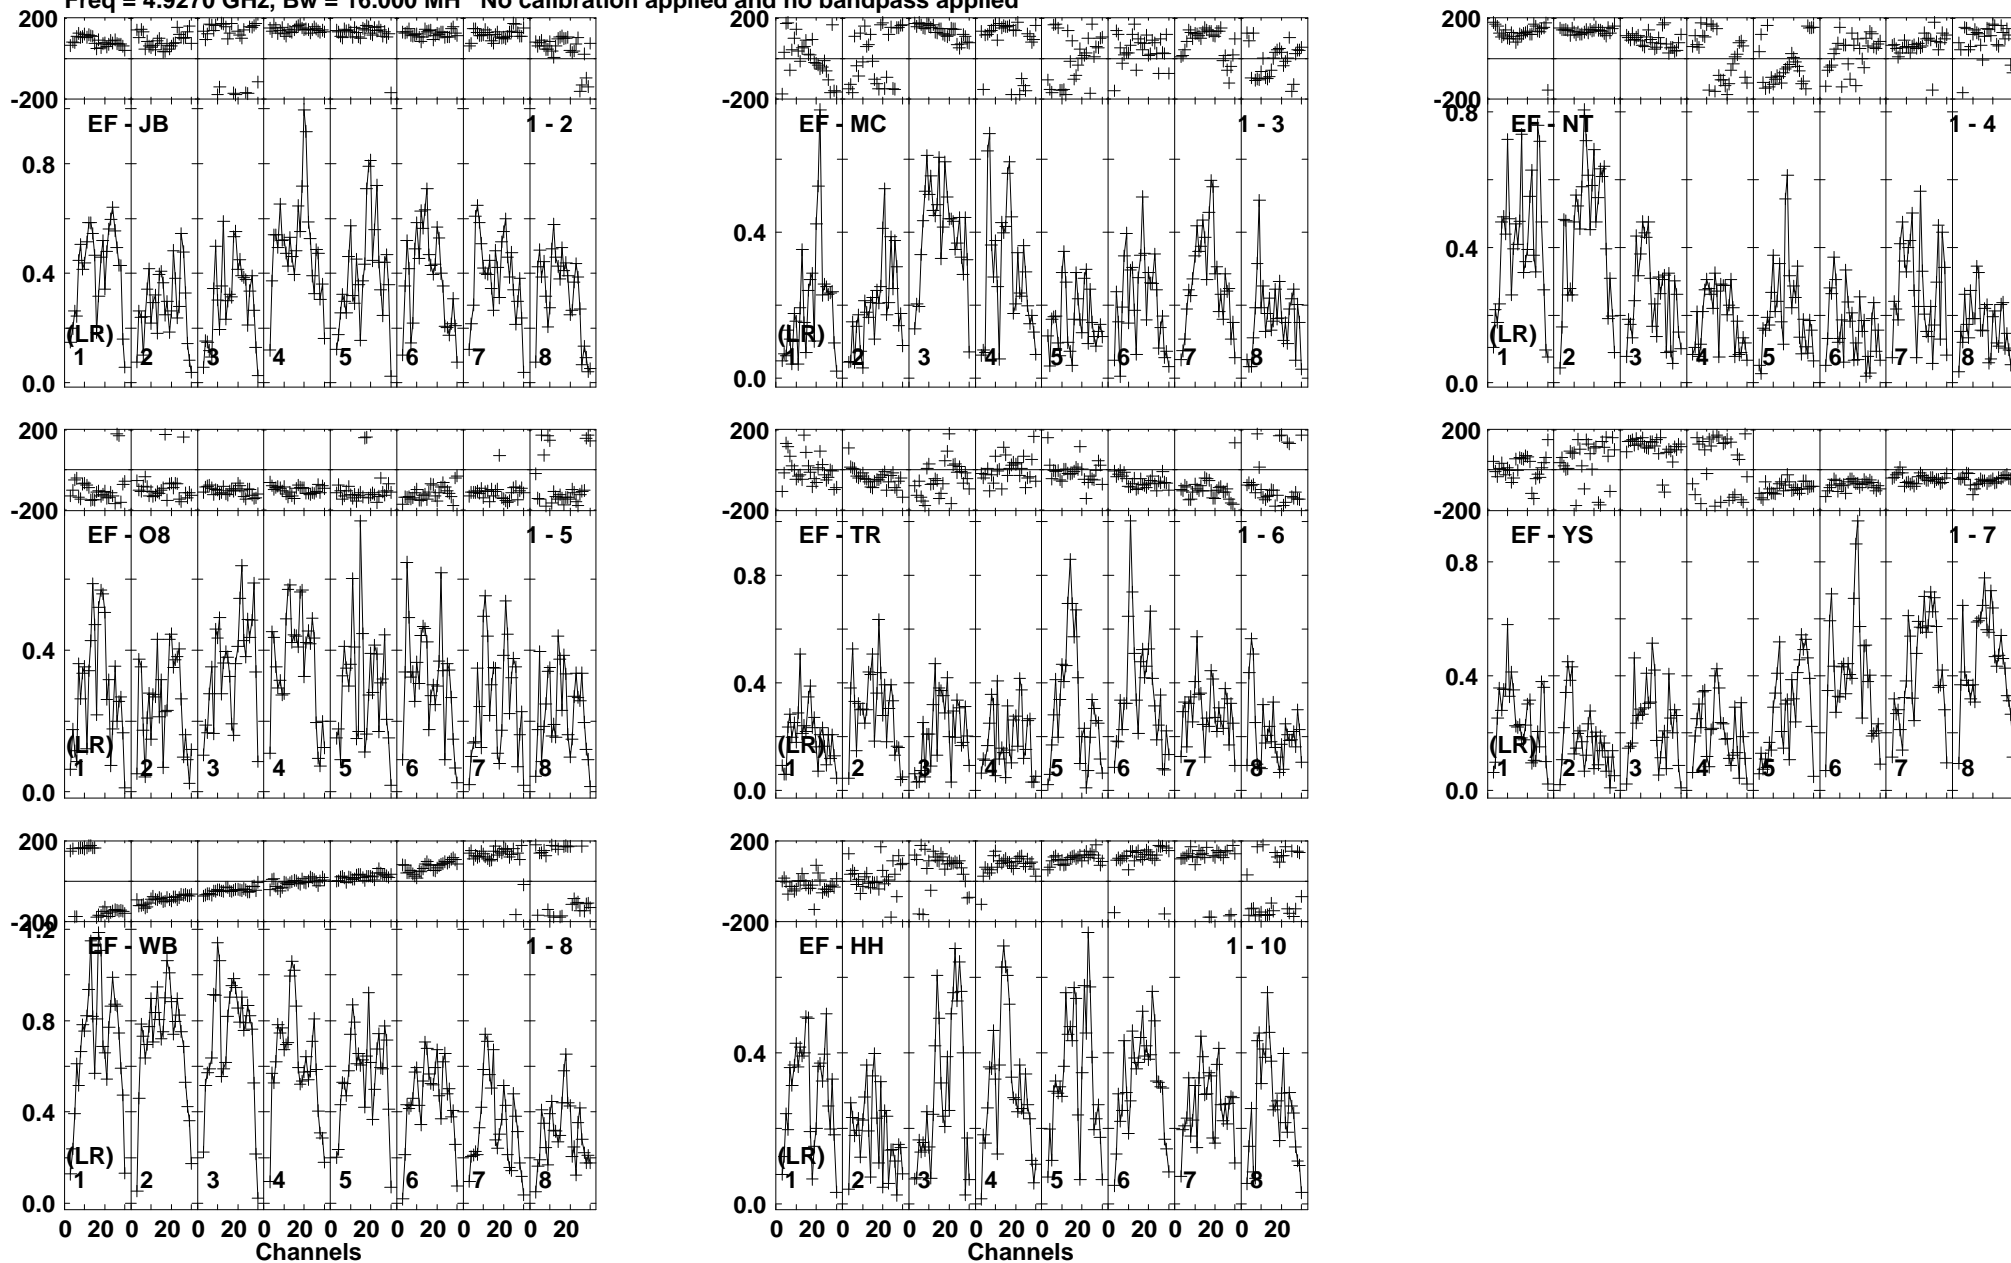 Freq = 4.9270 GHz, Bw = 16.000 MH No calibration applied and no bandpass applied
200
-200
EF - JB
1 - 2
0.8
0.4
0.0
(LR)
1 2 3 4 5 6 7 8
200
-200
EF - MC
1 - 3
0.4
0.0
(LR)
1 2 3 4 5 6 7 8
200
-200
0.8
EF - NT
1 - 4
0.4
0.0
(LR)
1 2 3 4 5 6 7 8
200
-200
EF - O8
1 - 5
0.4
0.0
(LR)
1 2 3 4 5 6 7 8
200
-200
EF - TR
1 - 6
0.8
0.4
0.0
(LR)
1 2 3 4 5 6 7 8
200
-200
EF - YS
1 - 7
0.8
0.4
0.0
(LR)
1 2 3 4 5 6 7 8
200
-200
1.2
EF - WB
1 - 8
0.8
0.4
0.0
(LR)
1 2 3 4 5 6 7 8
0 20 0 20 0 20 0 20 0 20 0 20 0 20 0 20
Channels
200
-200
EF - HH
1 - 10
0.4
0.0
(LR)
1 2 3 4 5 6 7 8
0 20 0 20 0 20 0 20 0 20 0 20 0 20 0 20
Channels